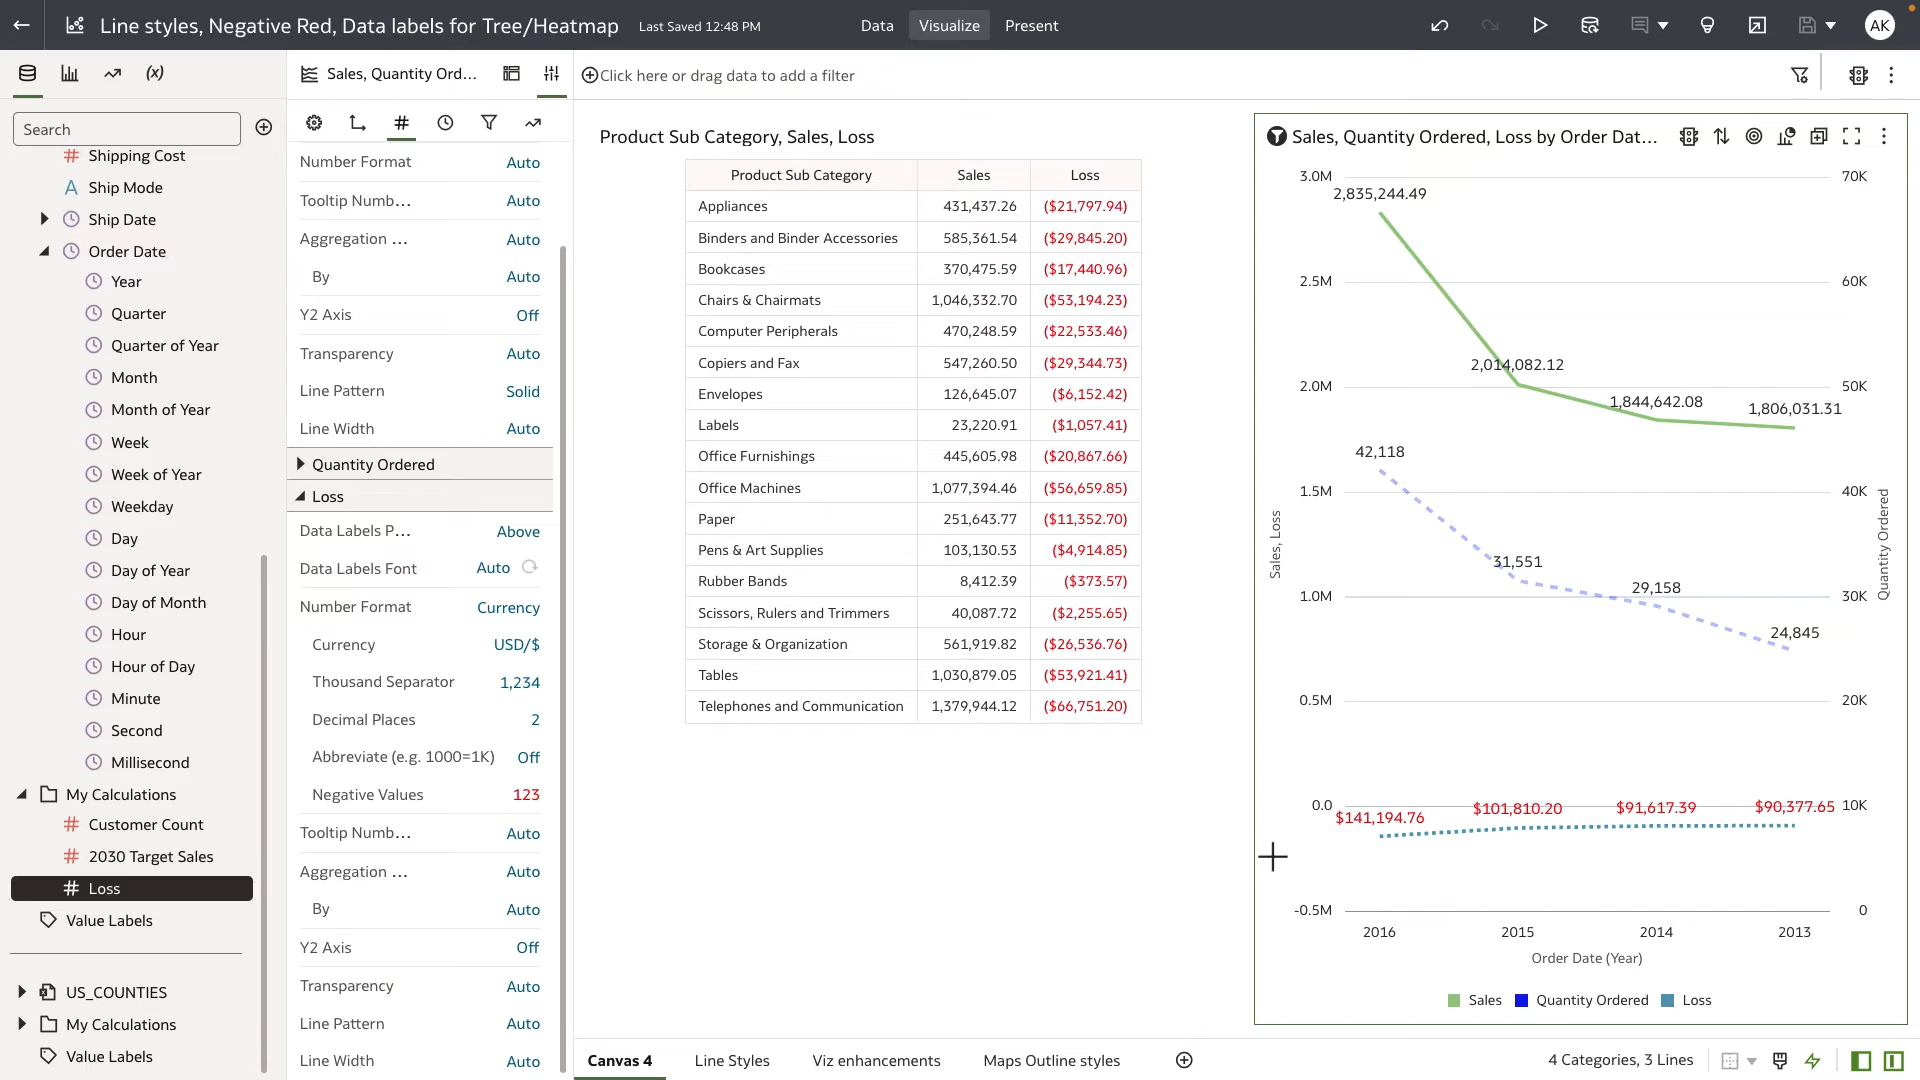 Line styles, Negative Red, Data labels for Tree/Heatmap
Last Saved 12:48 PM
Data
Visualize
Present
AK
(x)
Search
Shipping Cost
A Ship Mode
Ship Date
Order Date
Year
Quarter
Quarter of Year
Month
Month of Year
Week
Week of Year
Weekday
Day
Day of Year
Day of Month
Hour
Hour of Day
Minute
Second
Millisecond
My Calculations
Customer Count
2030 Target Sales
Loss
Value Labels
US_COUNTIES
My Calculations
Value Labels
Sales, Quantity Ord...
Number Format Auto
Tooltip Numb... Auto
Aggregation ... Auto
By Auto
Y2 Axis Off
Transparency Auto
Line Pattern Solid
Line Width Auto
Quantity Ordered
Loss
Data Labels P... Above
Data Labels Font Auto
Number Format Currency
Currency USD/$
Thousand Separator 1,234
Decimal Places 2
Abbreviate (e.g. 1000=1K) Off
Negative Values 123
Tooltip Numb... Auto
Aggregation ... Auto
By Auto
Y2 Axis Off
Transparency Auto
Line Pattern Auto
Line Width Auto
Click here or drag data to add a filter
Product Sub Category, Sales, Loss
Product Sub Category Sales Loss
Appliances 431,437.26 ($21,797.94)
Binders and Binder Accessories 585,361.54 ($29,845.20)
Bookcases 370,475.59 ($17,440.96)
Chairs & Chairmats 1,046,332.70 ($53,194.23)
Computer Peripherals 470,248.59 ($22,533.46)
Copiers and Fax 547,260.50 ($29,344.73)
Envelopes 126,645.07 ($6,152.42)
Labels 23,220.91 ($1,057.41)
Office Furnishings 445,605.98 ($20,867.66)
Office Machines 1,077,394.46 ($56,659.85)
Paper 251,643.77 ($11,352.70)
Pens & Art Supplies 103,130.53 ($4,914.85)
Rubber Bands 8,412.39 ($373.57)
Scissors, Rulers and Trimmers 40,087.72 ($2,255.65)
Storage & Organization 561,919.82 ($26,536.76)
Tables 1,030,879.05 ($53,921.41)
Telephones and Communication 1,379,944.12 ($66,751.20)
Sales, Quantity Ordered, Loss by Order Dat...
3.0M 70K
2,835,244.49
2.5M 60K
2,014,082.12
2.0M 50K
1,844,642.08 1,806,031.31
42,118
1.5M 40K
31,551
29,158
1.0M 30K
24,845
0.5M 20K
0.0 10K
$141,194.76 $101,810.20 $91,617.39 $90,377.65
-0.5M 0
Sales, Loss
Quantity Ordered
2016 2015 2014 2013
Order Date (Year)
Sales Quantity Ordered Loss
Canvas 4
Line Styles
Viz enhancements
Maps Outline styles
4 Categories, 3 Lines